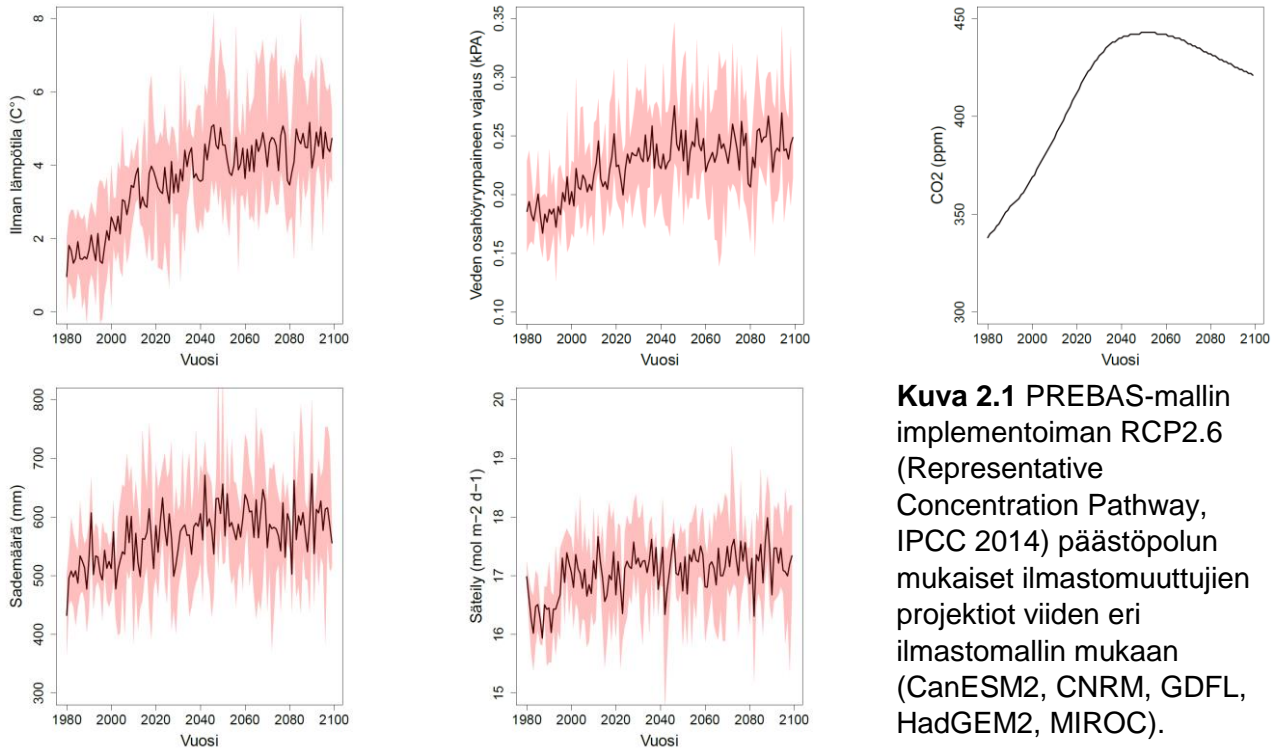 Ilman lämpötila (C°)
8
6
4
2
0
1980 2000 2020 2040 2060 2080 2100
Vuosi
Veden osahöyrynpaineen vajaus (kPA)
0.35
0.30
0.25
0.20
0.15
0.10
1980 2000 2020 2040 2060 2080 2100
Vuosi
CO2 (ppm)
450
400
350
300
1980 2000 2020 2040 2060 2080 2100
Vuosi
Sademäärä (mm)
800
700
600
500
400
300
1980 2000 2020 2040 2060 2080 2100
Vuosi
Säteily (mol m−2 d−1)
20
19
18
17
16
15
1980 2000 2020 2040 2060 2080 2100
Vuosi
Kuva 2.1 PREBAS-mallin
implementoiman RCP2.6
(Representative
Concentration Pathway,
IPCC 2014) päästöpolun
mukaiset ilmastomuuttujien
projektiot viiden eri
ilmastomallin mukaan
(CanESM2, CNRM, GDFL,
HadGEM2, MIROC).